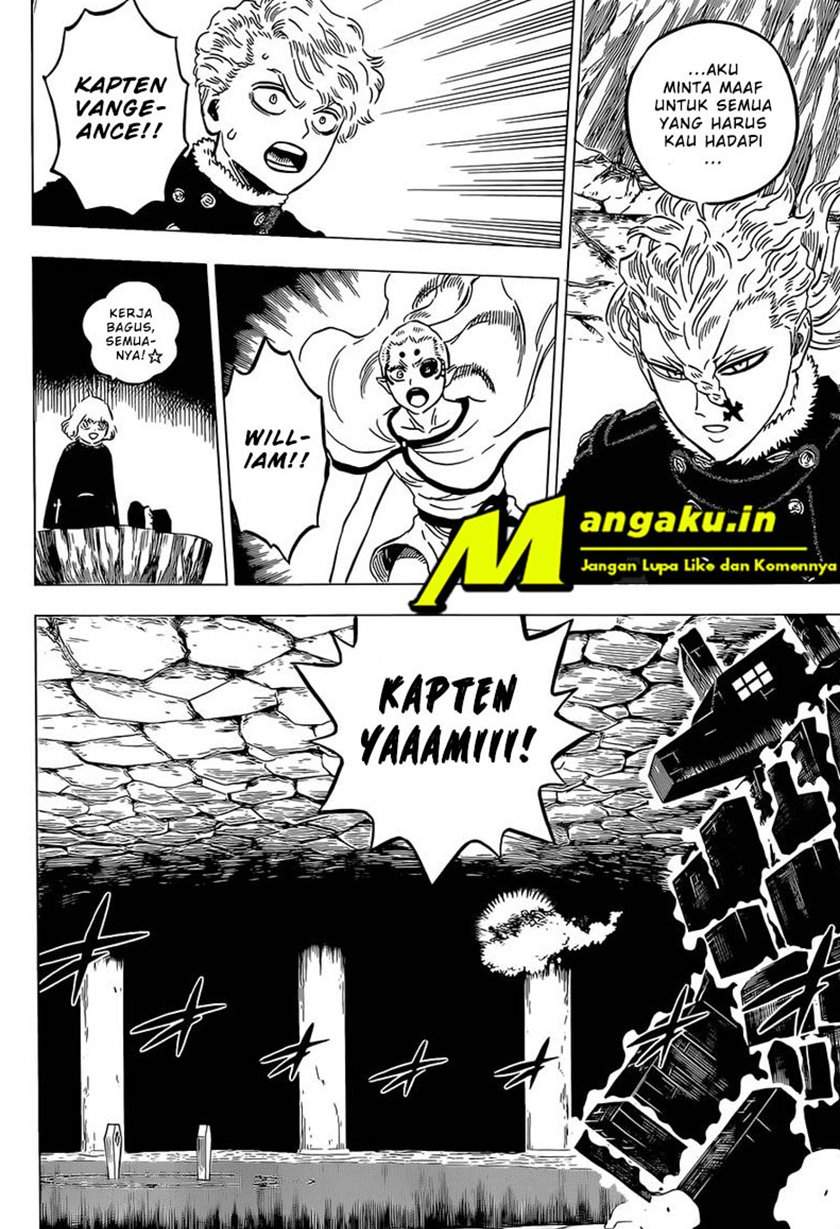 ...AKU
MINTA MAAF
UNTUK SEMUA
YANG HARUS
KAU HADAPI
...
KAPTEN
VANGE-
ANCE!!
WILL-
IAM!!
KERJA
BAGUS,
SEMUA-
NYA!☆
Mangaku.in
Jangan Lupa Like dan Komennya
KAPTEN
YAAAMIII!